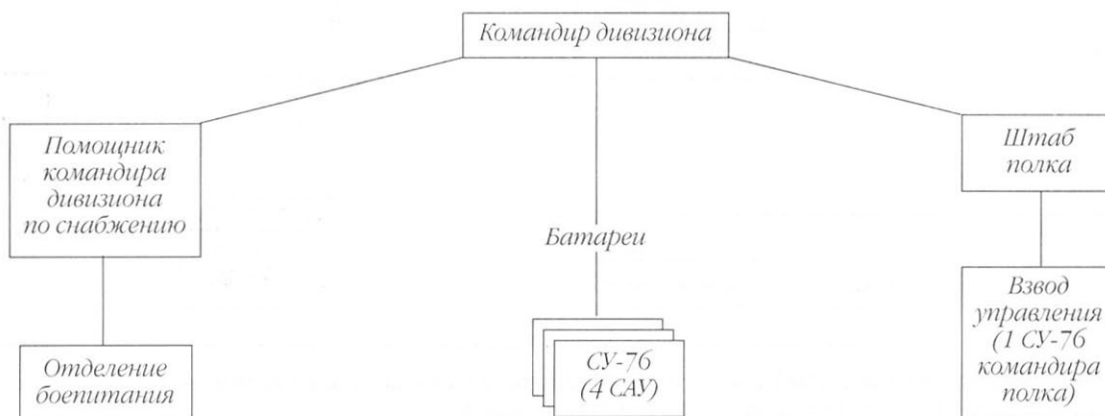 Командир дивизиона
Помощник
командира
дивизиона
по снабжению
Штаб
полка
Батареи
Взвод
управления
(1 СУ-76
командира
полка)
Отделение
боепитания
СУ-76
(4 САУ)